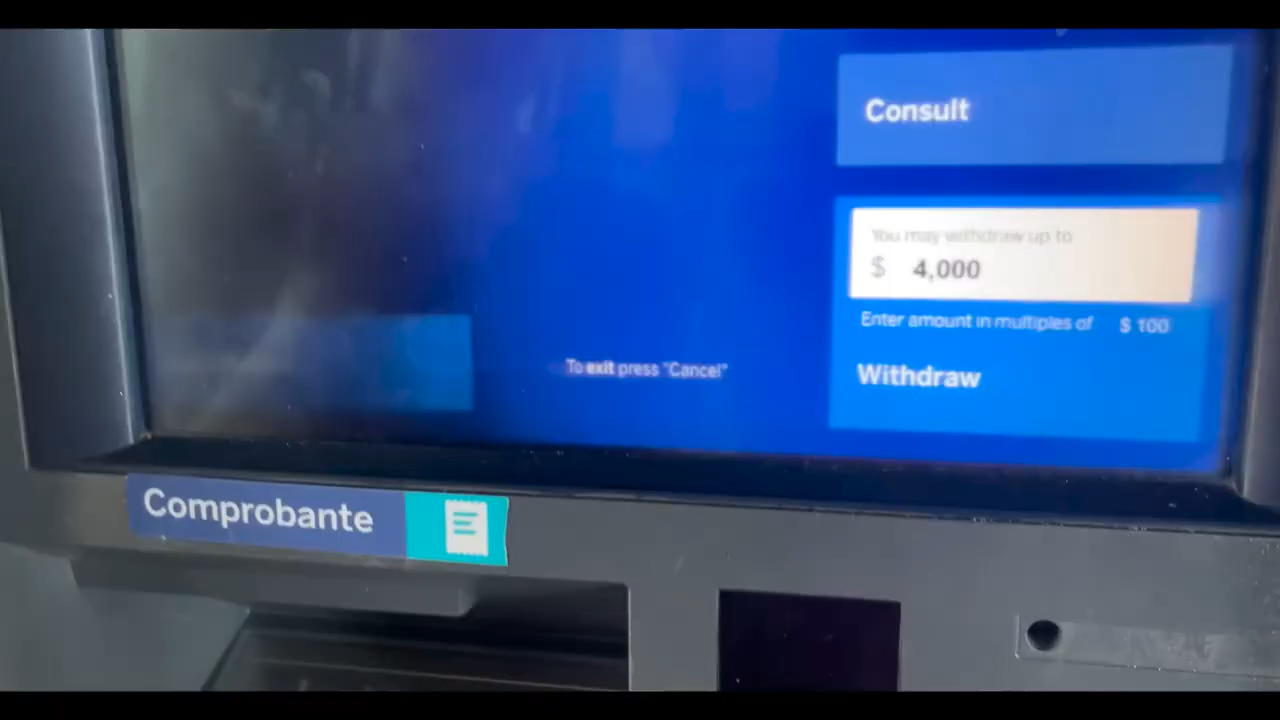 Consult
You may withdraw up to
$ 4,000
Enter amount in multiples of $ 100
To exit press "Cancel"
Withdraw
Comprobante